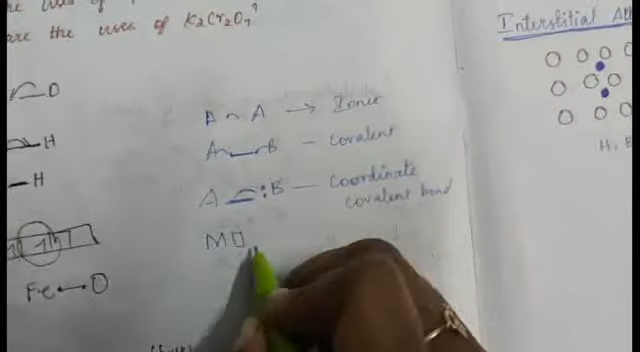 are the uses of K2Cr2O7?
Interstitial
O
A A → Ionic
H
A B - covalent
H
A :B - coordinate
covalent bond
MO
Fe O
H, B